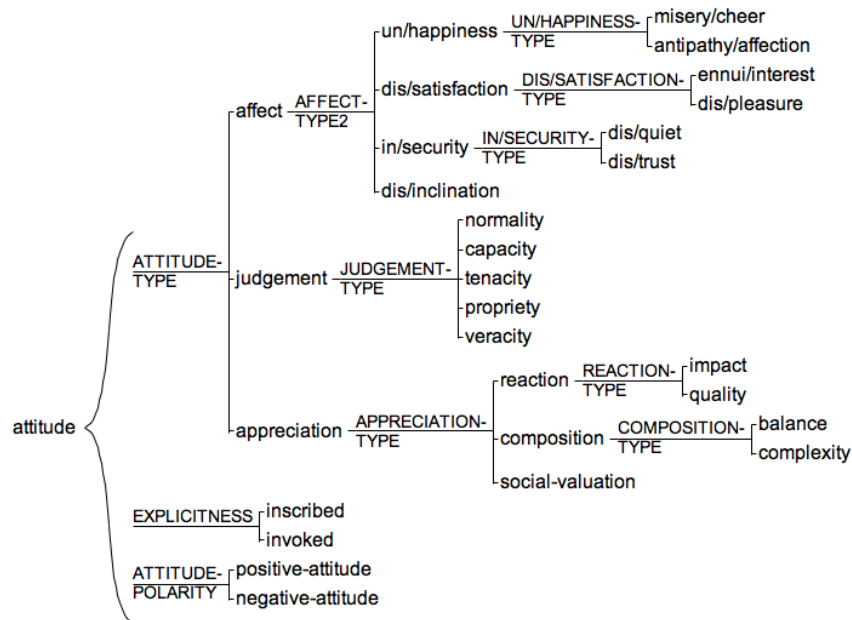 un/happiness UN/HAPPINESS- misery/cheer
TYPE antipathy/affection
dis/satisfaction DIS/SATISFACTION- ennui/interest
TYPE dis/pleasure
affect AFFECT-
TYPE2
in/security IN/SECURITY- dis/quiet
TYPE dis/trust
dis/inclination
ATTITUDE-
TYPE
judgement JUDGEMENT-
TYPE
normality
capacity
tenacity
propriety
veracity
attitude
appreciation APPRECIATION-
TYPE
reaction REACTION- impact
TYPE quality
composition COMPOSITION- balance
TYPE complexity
social-valuation
EXPLICITNESS inscribed
invoked
ATTITUDE- positive-attitude
POLARITY negative-attitude